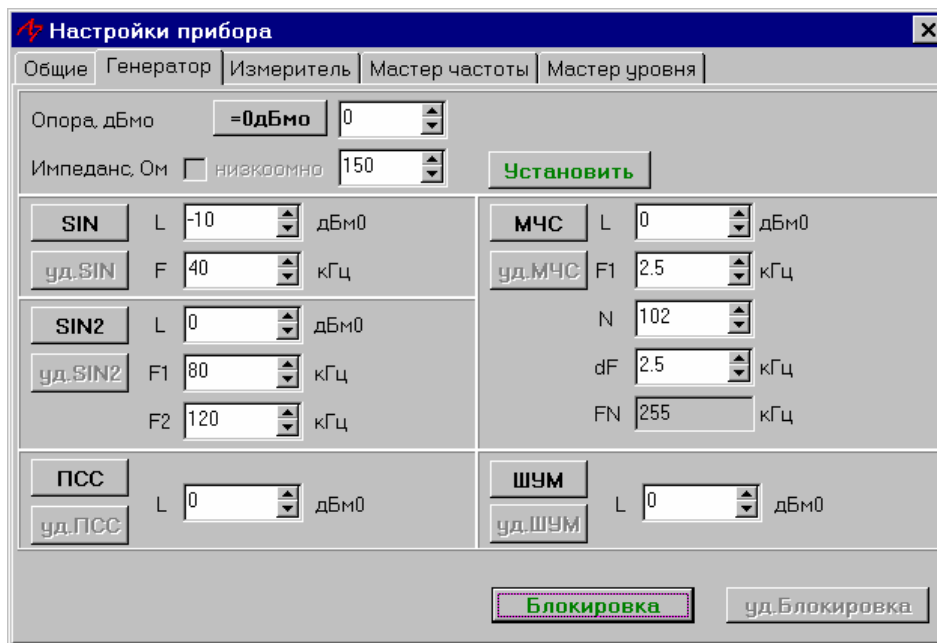 Настройки прибора
Общие Генератор Измеритель Мастер частоты Мастер уровня
Опора, дБмо =0дБмо 0
Импеданс, Ом низкоомно 150 Установить
SIN L -10 дБм0
уд.SIN F 40 кГц
SIN2 L 0 дБм0
уд.SIN2 F1 80 кГц
F2 120 кГц
МЧС L 0 дБм0
уд.МЧС F1 2.5 кГц
N 102
dF 2.5 кГц
FN 255 кГц
ПСС
L 0 дБм0
уд.ПСС
ШУМ
L 0 дБм0
уд.ШУМ
Блокировка уд.Блокировка